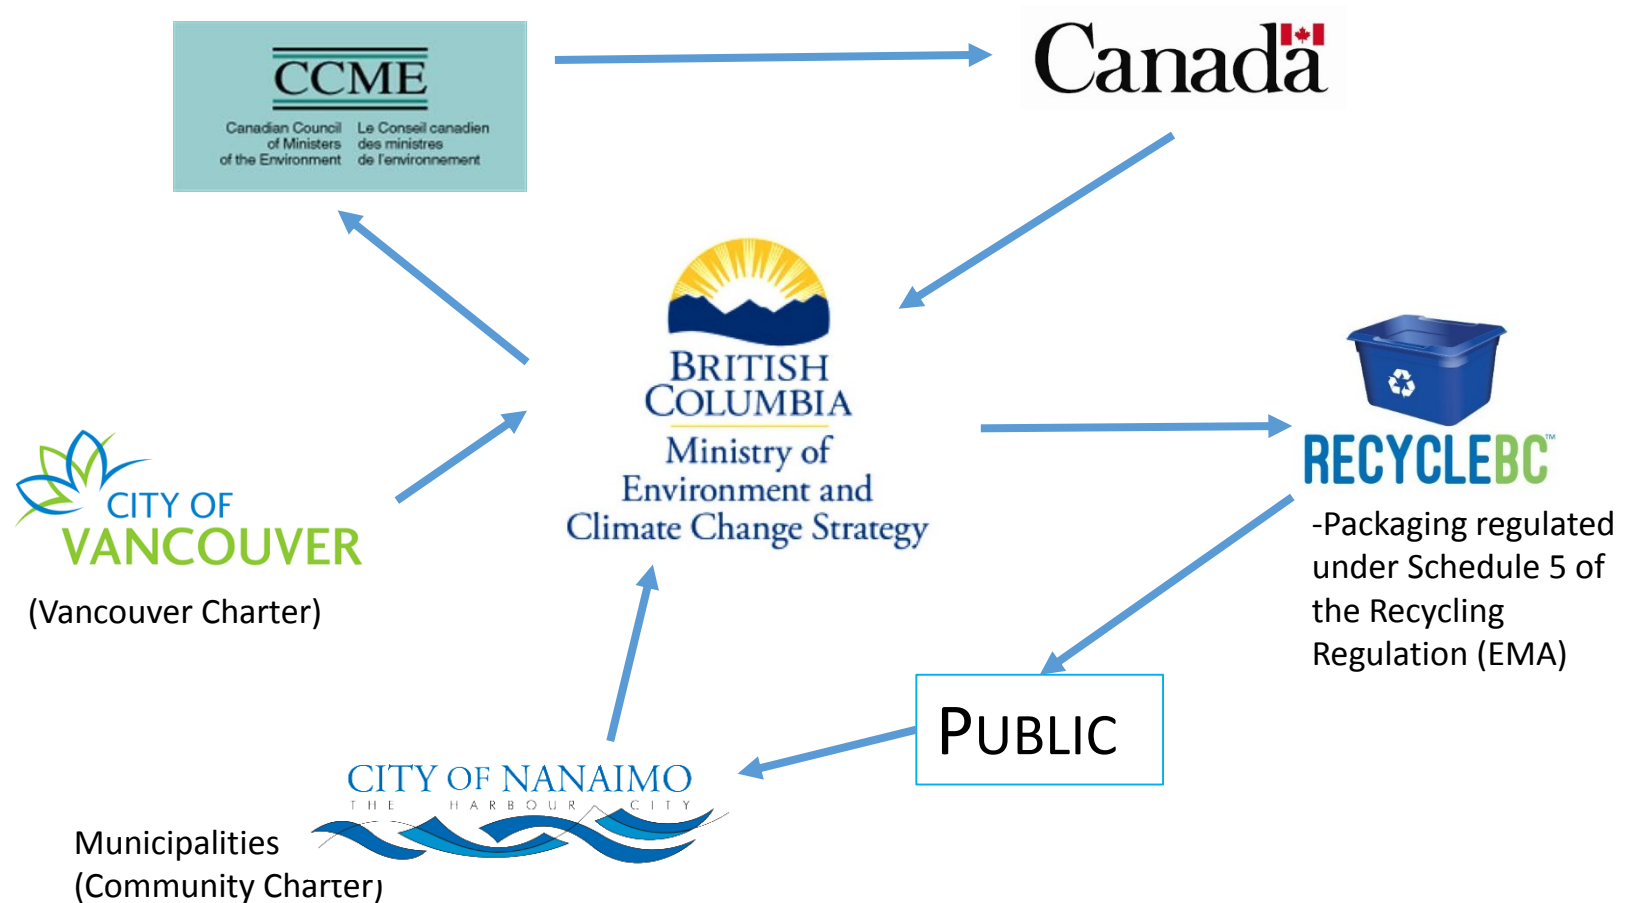 CCME
Canadian Council
of Ministers
of the Environment
Le Conseil canadien
des ministres
de l'environnement
Canada
BRITISH
COLUMBIA
Ministry of
Environment and
Climate Change Strategy
RECYCLEBC™
-Packaging regulated
under Schedule 5 of
the Recycling
Regulation (EMA)
CITY OF
VANCOUVER
(Vancouver Charter)
PUBLIC
CITY OF NANAIMO
THE HARBOUR CITY
Municipalities
(Community Charter)